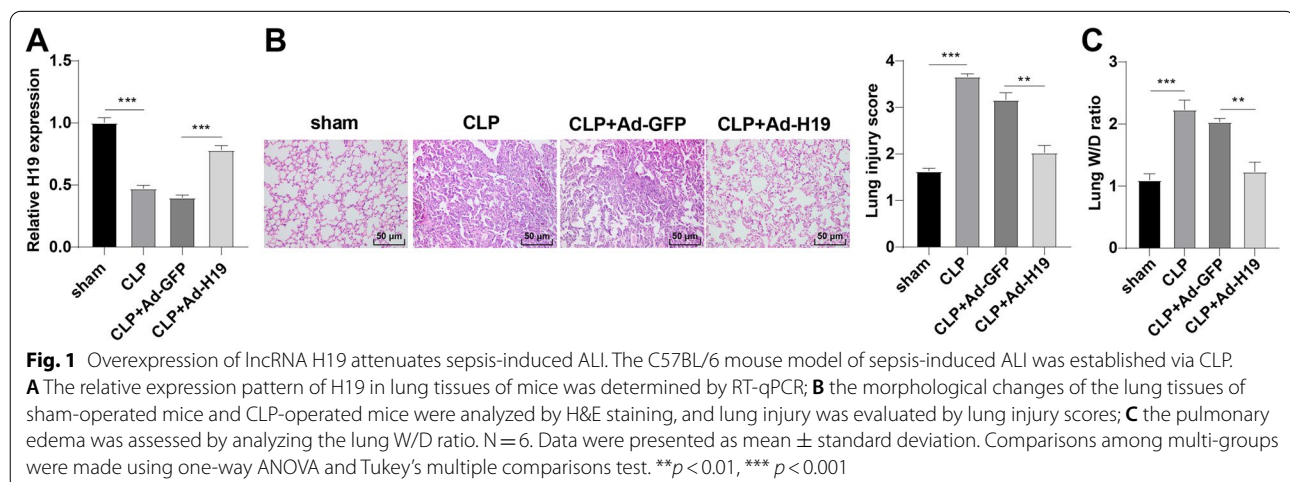 A
Relative H19 expression
1.5
1.0
0.5
0.0
***
***
sham
CLP
CLP+Ad-GFP
CLP+Ad-H19
B
sham
CLP
CLP+Ad-GFP
CLP+Ad-H19
50 μm
50 μm
50 μm
50 μm
Lung injury score
4
3
2
1
0
***
**
sham
CLP
CLP+Ad-GFP
CLP+Ad-H19
C
Lung W/D ratio
3
2
1
0
***
**
sham
CLP
CLP+Ad-GFP
CLP+Ad-H19
Fig. 1 Overexpression of lncRNA H19 attenuates sepsis-induced ALI. The C57BL/6 mouse model of sepsis-induced ALI was established via CLP.
A The relative expression pattern of H19 in lung tissues of mice was determined by RT-qPCR; B the morphological changes of the lung tissues of
sham-operated mice and CLP-operated mice were analyzed by H&E staining, and lung injury was evaluated by lung injury scores; C the pulmonary
edema was assessed by analyzing the lung W/D ratio. N = 6. Data were presented as mean ± standard deviation. Comparisons among multi-groups
were made using one-way ANOVA and Tukey's multiple comparisons test. **p < 0.01, *** p < 0.001